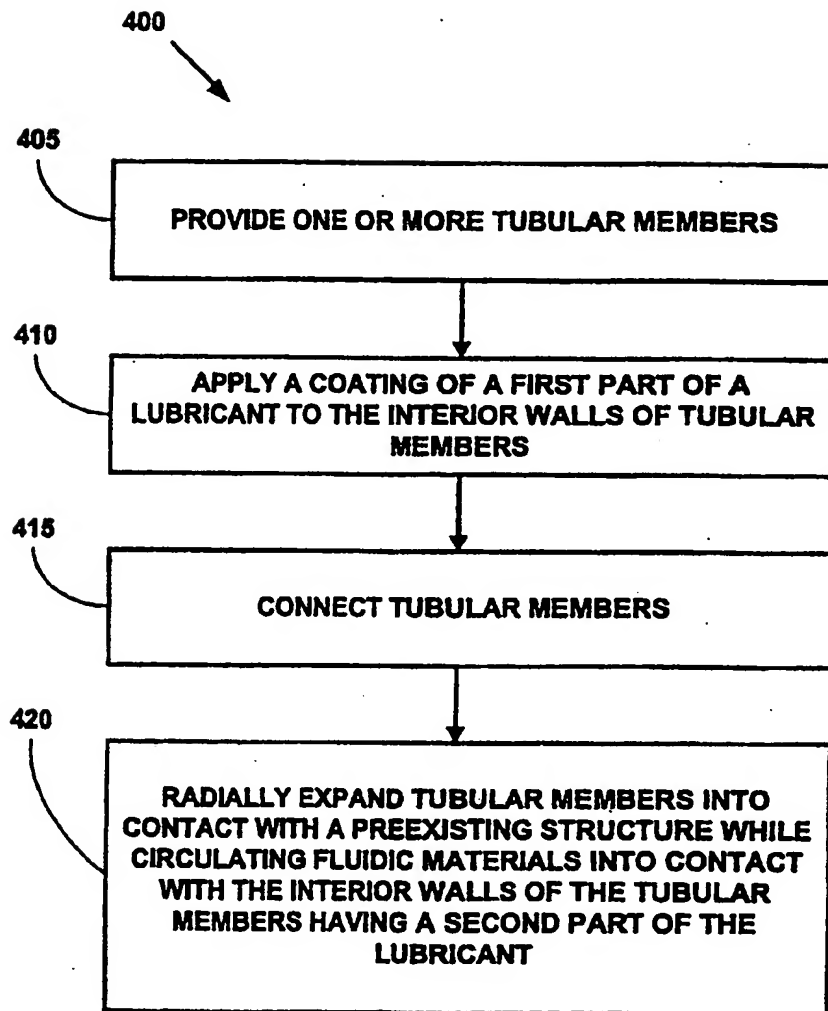 400
405
PROVIDE ONE OR MORE TUBULAR MEMBERS
410
APPLY A COATING OF A FIRST PART OF A
LUBRICANT TO THE INTERIOR WALLS OF TUBULAR
MEMBERS
415
CONNECT TUBULAR MEMBERS
420
RADIALLY EXPAND TUBULAR MEMBERS INTO
CONTACT WITH A PREEXISTING STRUCTURE WHILE
CIRCULATING FLUIDIC MATERIALS INTO CONTACT
WITH THE INTERIOR WALLS OF THE TUBULAR
MEMBERS HAVING A SECOND PART OF THE
LUBRICANT